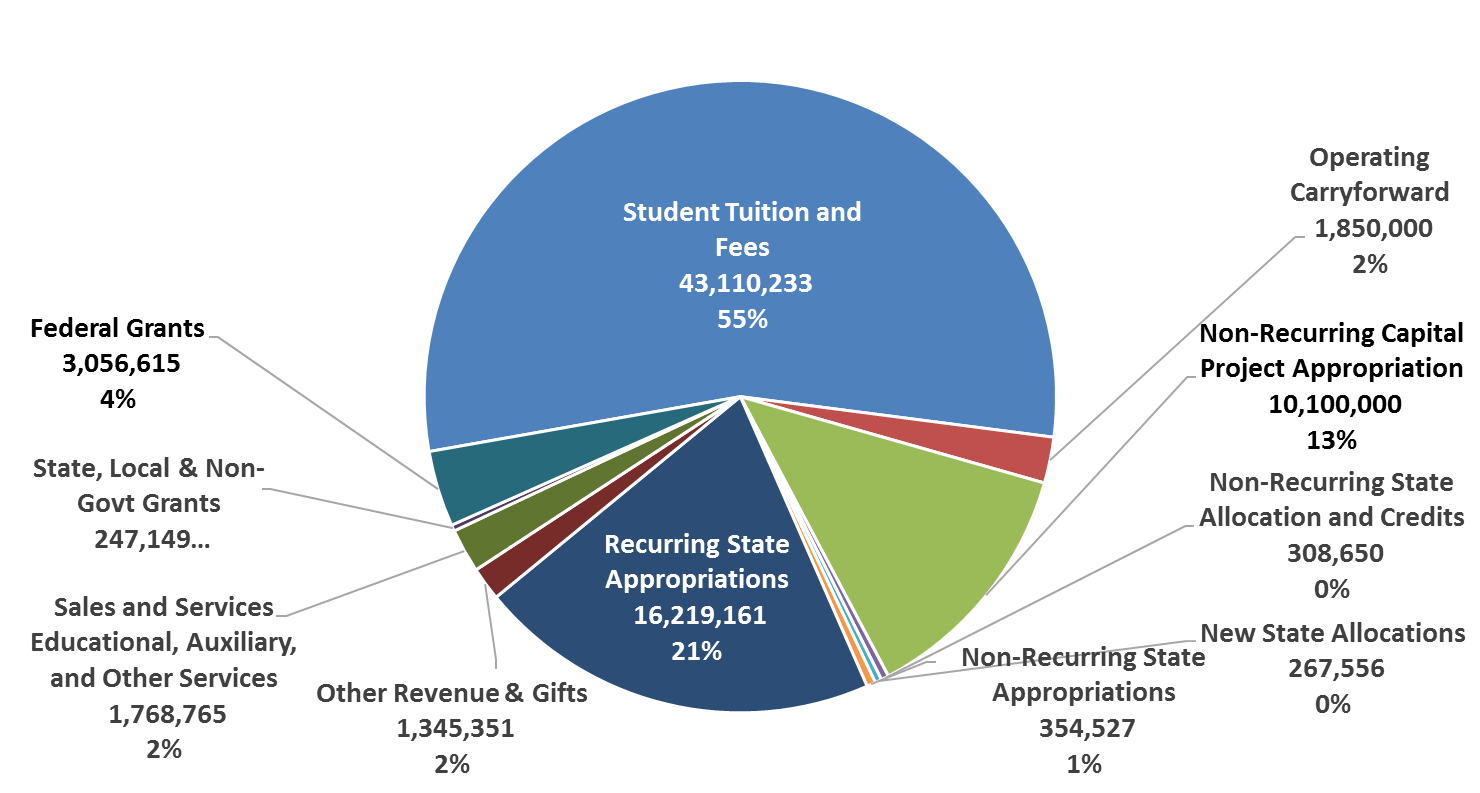 Student Tuition and
Fees
43,110,233
55%
Operating
Carryforward
1,850,000
2%
Non-Recurring Capital
Project Appropriation
10,100,000
13%
Non-Recurring State
Allocation and Credits
308,650
0%
New State Allocations
267,556
0%
Non-Recurring State
Appropriations
354,527
1%
Recurring State
Appropriations
16,219,161
21%
Other Revenue & Gifts
1,345,351
2%
Sales and Services
Educational, Auxiliary,
and Other Services
1,768,765
2%
State, Local & Non-
Govt Grants
247,149...
Federal Grants
3,056,615
4%